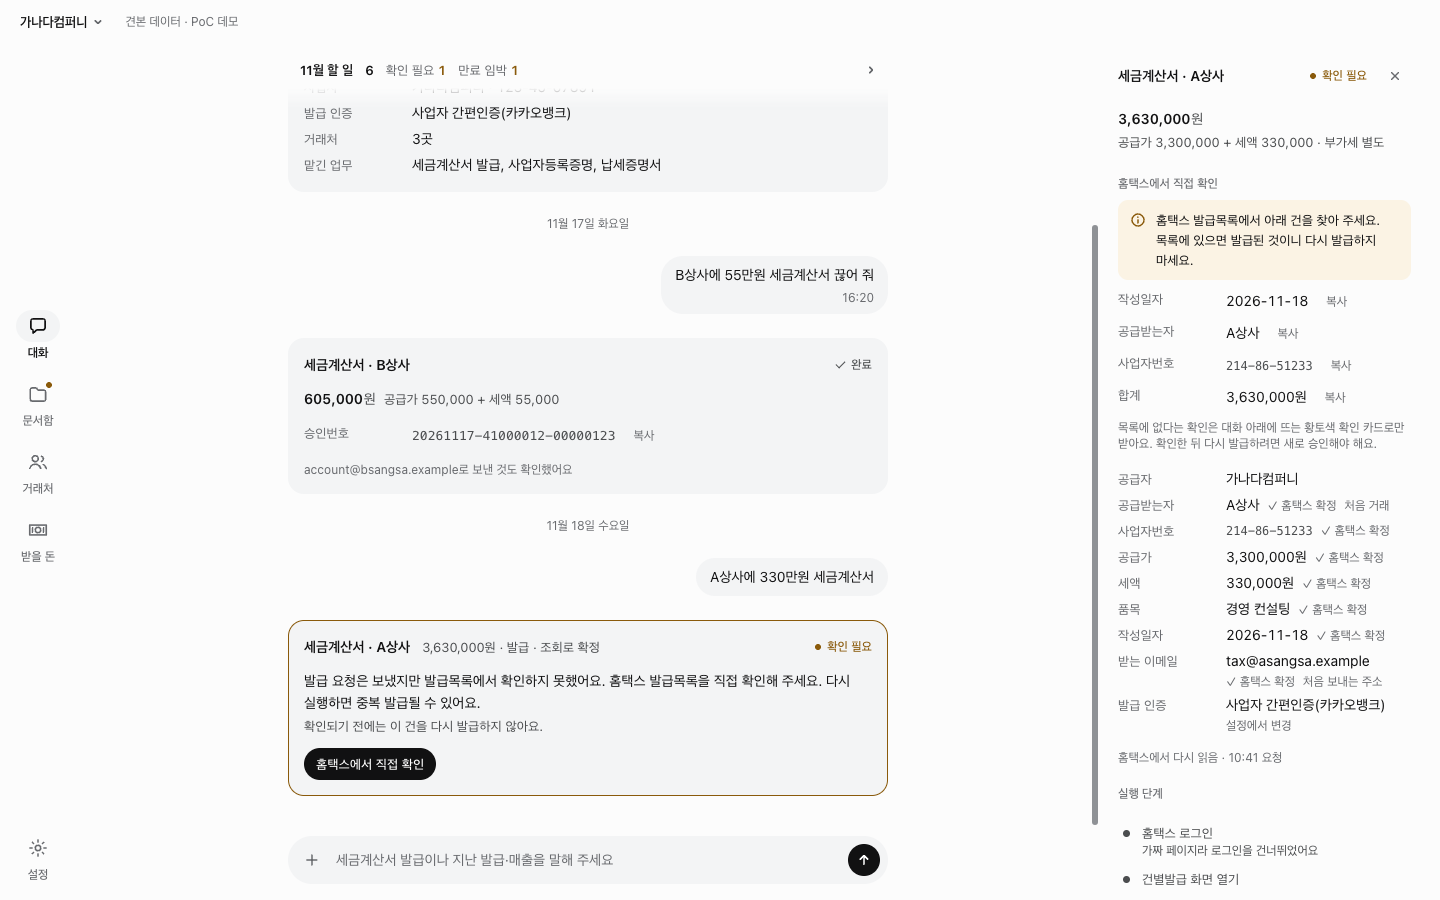 가나다컴퍼니
견본 데이터 · PoC 데모
11월 할 일 6 확인 필요 1 만료 임박 1
발급 인증 사업자 간편인증(카카오뱅크)
거래처 3곳
맡긴 업무 세금계산서 발급, 사업자등록증명, 납세증명서
11월 17일 화요일
B상사에 55만원 세금계산서 끊어 줘
16:20
세금계산서 · B상사 완료
605,000원 공급가 550,000 + 세액 55,000
승인번호 20261117-41000012-00000123 복사
account@bsangsa.example로 보낸 것도 확인했어요
11월 18일 수요일
A상사에 330만원 세금계산서
세금계산서 · A상사 3,630,000원 · 발급 · 조회로 확정 확인 필요
발급 요청은 보냈지만 발급목록에서 확인하지 못했어요. 홈택스 발급목록을 직접 확인해 주세요. 다시
실행하면 중복 발급될 수 있어요.
확인되기 전에는 이 건을 다시 발급하지 않아요.
홈택스에서 직접 확인
세금계산서 발급이나 지난 발급·매출을 말해 주세요
대화
문서함
거래처
받을 돈
설정
세금계산서 · A상사 확인 필요
3,630,000원
공급가 3,300,000 + 세액 330,000 · 부가세 별도
홈택스에서 직접 확인
홈택스 발급목록에서 아래 건을 찾아 주세요.
목록에 있으면 발급된 것이니 다시 발급하지
마세요.
작성일자 2026-11-18 복사
공급받는자 A상사 복사
사업자번호 214-86-51233 복사
합계 3,630,000원 복사
목록에 없다는 확인은 대화 아래에 뜨는 황토색 확인 카드로만
받아요. 확인한 뒤 다시 발급하려면 새로 승인해야 해요.
공급자 가나다컴퍼니
공급받는자 A상사 홈택스 확정 처음 거래
사업자번호 214-86-51233 홈택스 확정
공급가 3,300,000원 홈택스 확정
세액 330,000원 홈택스 확정
품목 경영 컨설팅 홈택스 확정
작성일자 2026-11-18 홈택스 확정
받는 이메일 tax@asangsa.example
홈택스 확정 처음 보내는 주소
발급 인증 사업자 간편인증(카카오뱅크)
설정에서 변경
홈택스에서 다시 읽음 · 10:41 요청
실행 단계
홈택스 로그인
가짜 페이지라 로그인을 건너뛰었어요
건별발급 화면 열기